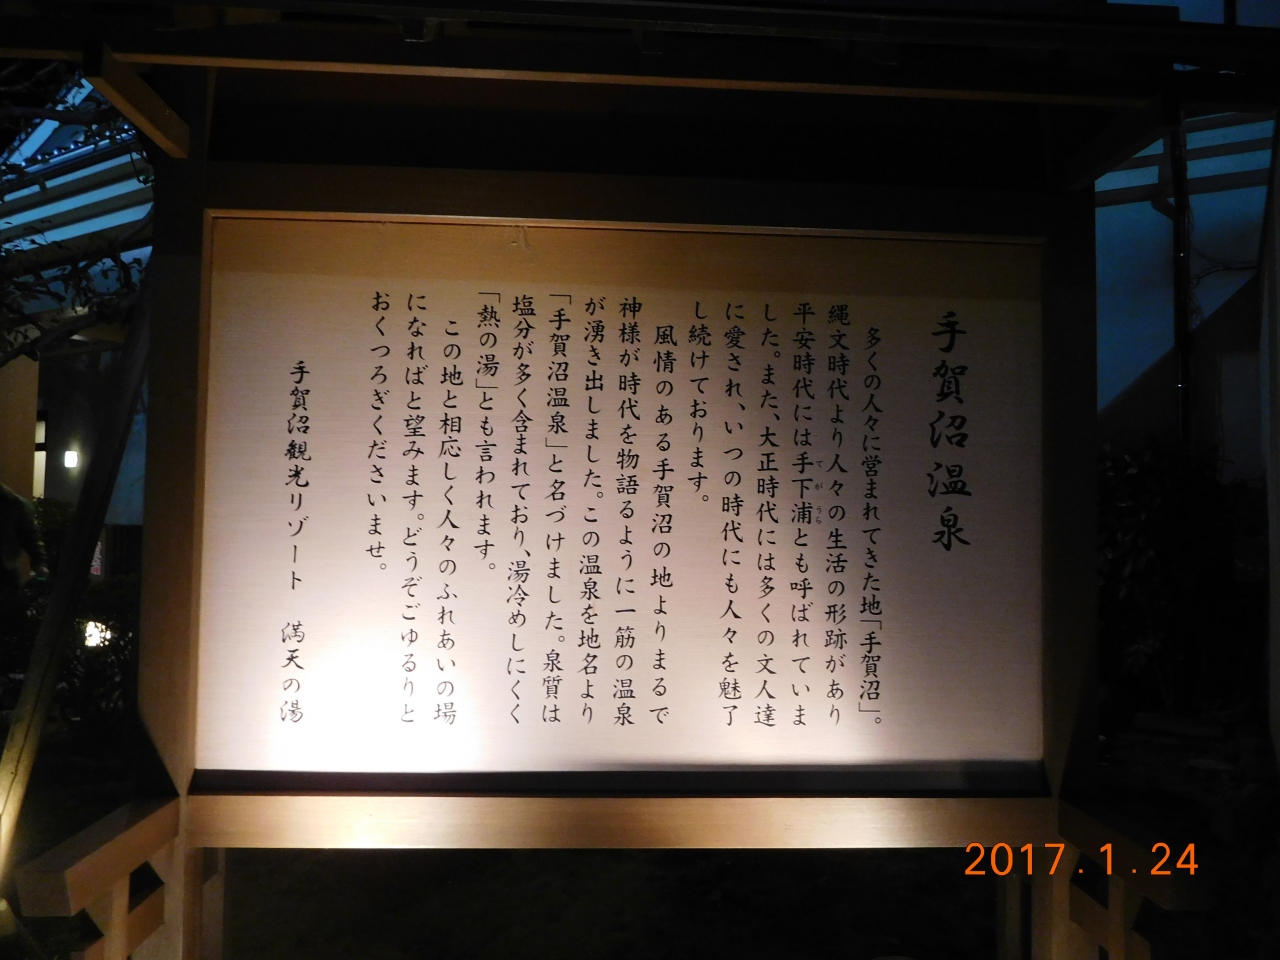 手賀沼温泉
多くの人々に営まれてきた地「手賀沼」。
縄文時代より人々の生活の形跡があり
平安時代には手下浦とも呼ばれていま
てがうら
した。また、大正時代には多くの文人達
に愛され、いつの時代にも人々を魅了
し続けております。
風情のある手賀沼の地よりまるで
神様が時代を物語るように一筋の温泉
が湧き出しました。この温泉を地名より
「手賀沼温泉」と名づけました。泉質は
塩分が多く含まれており、湯冷めしにくく
「熱の湯」とも言われます。
この地と相応しく人々のふれあいの場
になればと望みます。どうぞごゆるりと
おくつろぎくださいませ。
手賀沼観光リゾート 満天の湯
2017.1.24